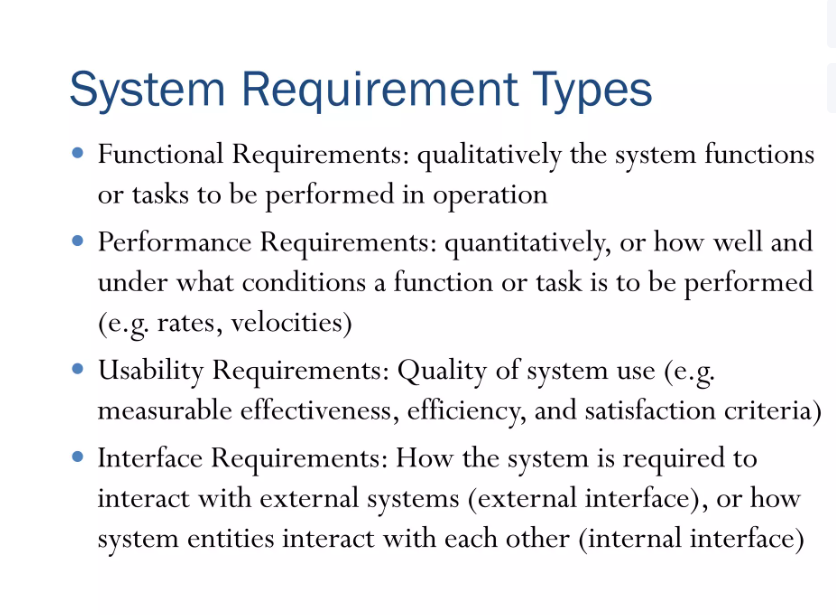 System Requirement Types
• Functional Requirements: qualitatively the system functions
or tasks to be performed in operation
• Performance Requirements: quantitatively, or how well and
under what conditions a function or task is to be performed
(e.g. rates, velocities)
• Usability Requirements: Quality of system use (e.g.
measurable effectiveness, efficiency, and satisfaction criteria)
• Interface Requirements: How the system is required to
interact with external systems (external interface), or how
system entities interact with each other (internal interface)